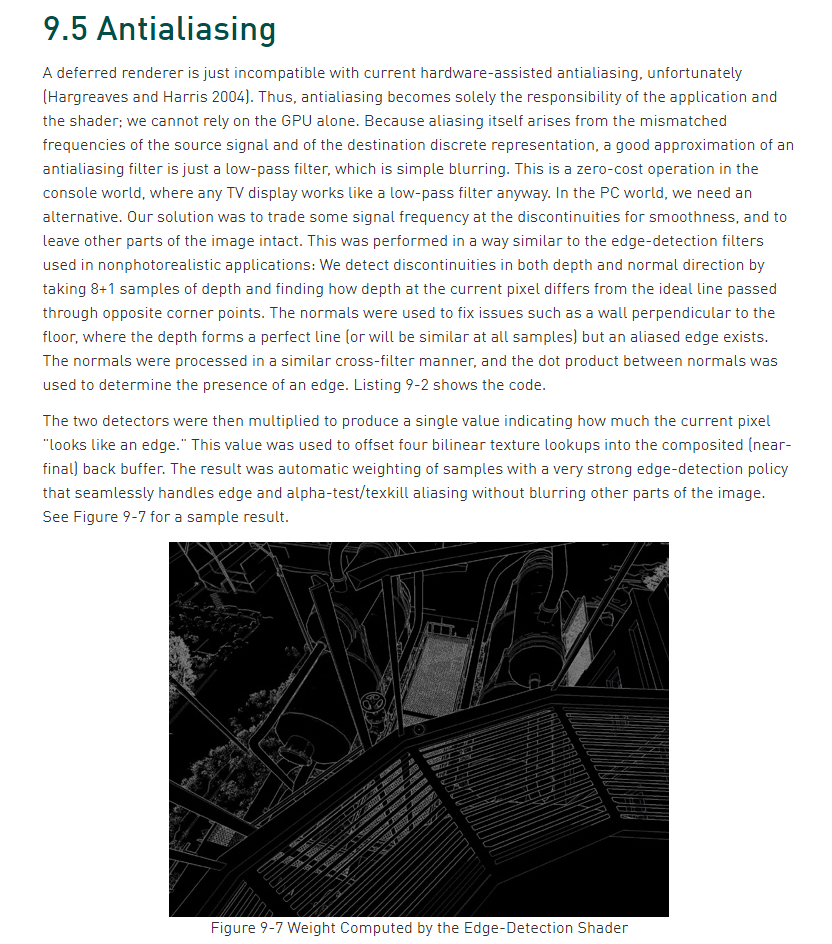 9.5 Antialiasing
A deferred renderer is just incompatible with current hardware-assisted antialiasing, unfortunately
(Hargreaves and Harris 2004). Thus, antialiasing becomes solely the responsibility of the application and
the shader; we cannot rely on the GPU alone. Because aliasing itself arises from the mismatched
frequencies of the source signal and of the destination discrete representation, a good approximation of an
antialiasing filter is just a low-pass filter, which is simple blurring. This is a zero-cost operation in the
console world, where any TV display works like a low-pass filter anyway. In the PC world, we need an
alternative. Our solution was to trade some signal frequency at the discontinuities for smoothness, and to
leave other parts of the image intact. This was performed in a way similar to the edge-detection filters
used in nonphotorealistic applications: We detect discontinuities in both depth and normal direction by
taking 8+1 samples of depth and finding how depth at the current pixel differs from the ideal line passed
through opposite corner points. The normals were used to fix issues such as a wall perpendicular to the
floor, where the depth forms a perfect line (or will be similar at all samples) but an aliased edge exists.
The normals were processed in a similar cross-filter manner, and the dot product between normals was
used to determine the presence of an edge. Listing 9-2 shows the code.
The two detectors were then multiplied to produce a single value indicating how much the current pixel
"looks like an edge." This value was used to offset four bilinear texture lookups into the composited (near-
final) back buffer. The result was automatic weighting of samples with a very strong edge-detection policy
that seamlessly handles edge and alpha-test/texkill aliasing without blurring other parts of the image.
See Figure 9-7 for a sample result.
Figure 9-7 Weight Computed by the Edge-Detection Shader